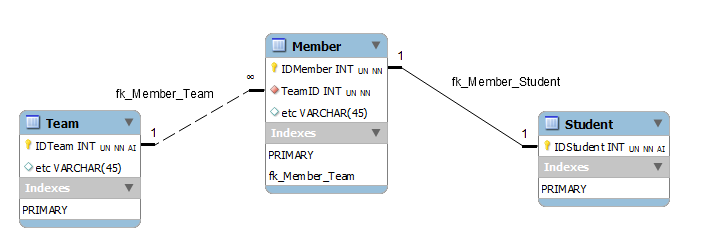 Member
IDMember INT UN NN
TeamID INT UN NN
etc VARCHAR(45)
Indexes
PRIMARY
fk_Member_Team
∞
fk_Member_Team
1
1
fk_Member_Student
1
Team
IDTeam INT UN NN AI
etc VARCHAR(45)
Indexes
PRIMARY
Student
IDStudent INT UN NN AI
Indexes
PRIMARY